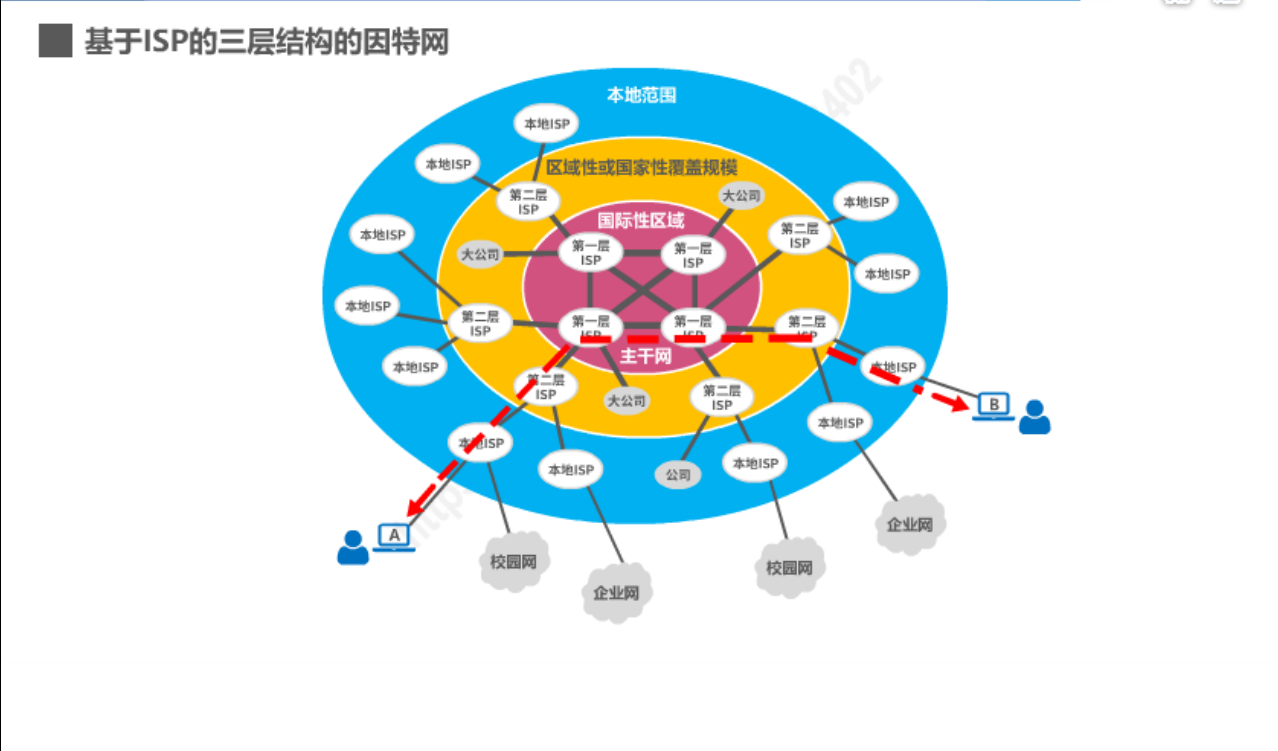 基于ISP的三层结构的因特网
本地范围
本地ISP
本地ISP
区域性或国家性覆盖规模
第二层
ISP
大公司
本地ISP
国际性区域
第二层
ISP
本地ISP
大公司
第一层
ISP
第一层
ISP
本地ISP
本地ISP
第二层
ISP
第一层
ISP
第一层
ISP
第二层
ISP
主干网
本地ISP
本地ISP
第二层
ISP
大公司
第二层
ISP
B
本地ISP
本地ISP
本地ISP
公司
本地ISP
A
企业网
校园网
校园网
企业网
402
http